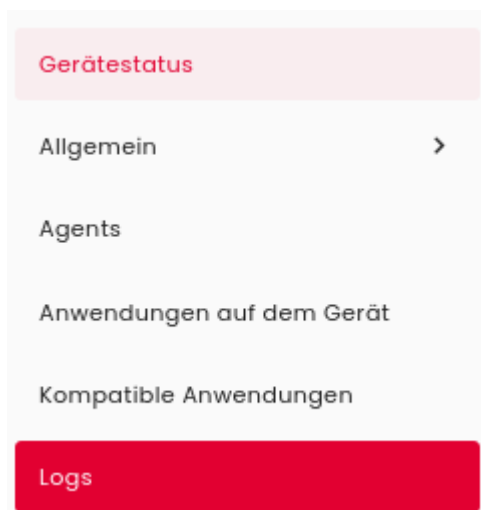 Gerätestatus
Allgemein
Agents
Anwendungen auf dem Gerät
Kompatible Anwendungen
Logs